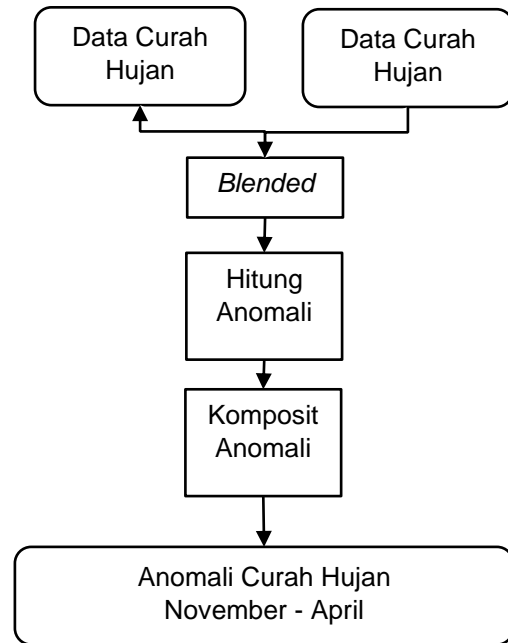 Data Curah
Hujan
Data Curah
Hujan
Blended
Hitung
Anomali
Komposit
Anomali
Anomali Curah Hujan
November - April